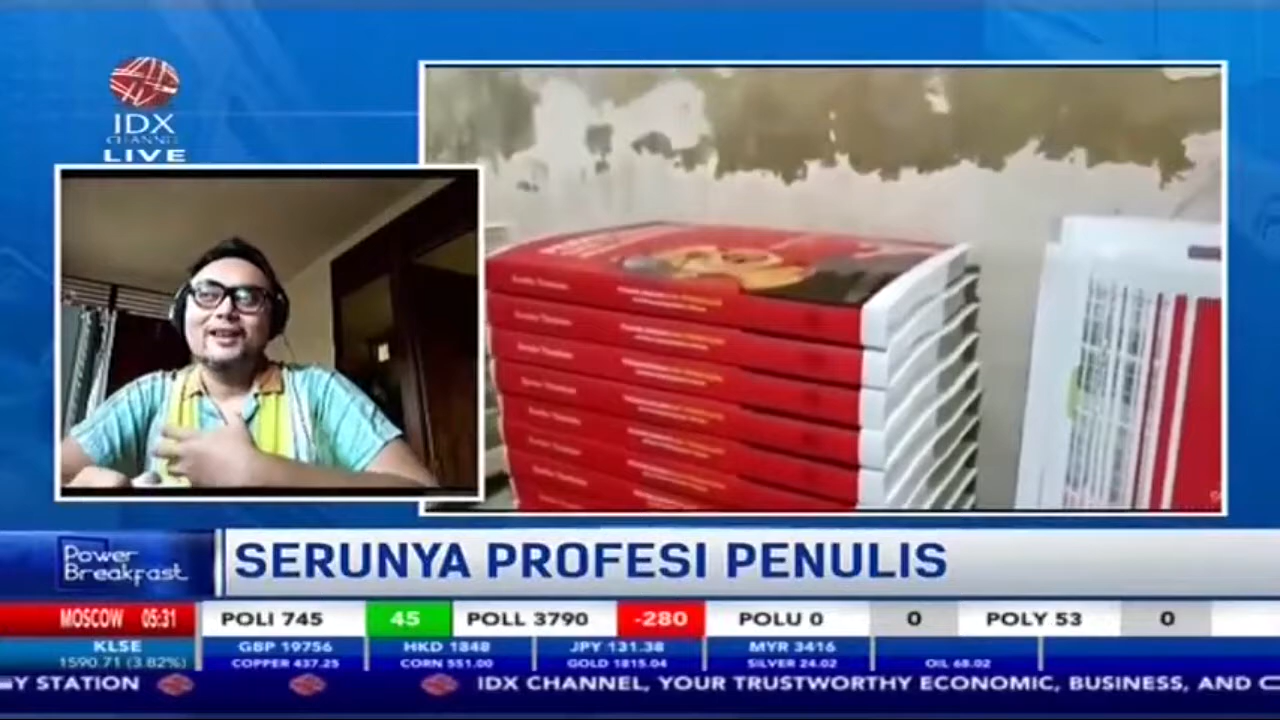 IDX
CHANNEL
LIVE
Power
Breakfast
SERUNYA PROFESI PENULIS
MOSCOW 05:31
POLI 745 45 POLL 3790 -280 POLU 0 0 POLY 53 0
KLSE GBP 19756 HKD 1848 JPY 131.38 MYR 3416
1590.71 (3.82%) COPPER 437.25 CORN 551.00 GOLD 1815.04 SILVER 24.02 OIL 68.02
Y STATION IDX CHANNEL, YOUR TRUSTWORTHY ECONOMIC, BUSINESS, AND